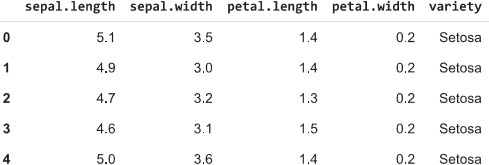 sepal.length sepal.width petal.length petal.width variety
0 5.1 3.5 1.4 0.2 Setosa
1 4.9 3.0 1.4 0.2 Setosa
2 4.7 3.2 1.3 0.2 Setosa
3 4.6 3.1 1.5 0.2 Setosa
4 5.0 3.6 1.4 0.2 Setosa